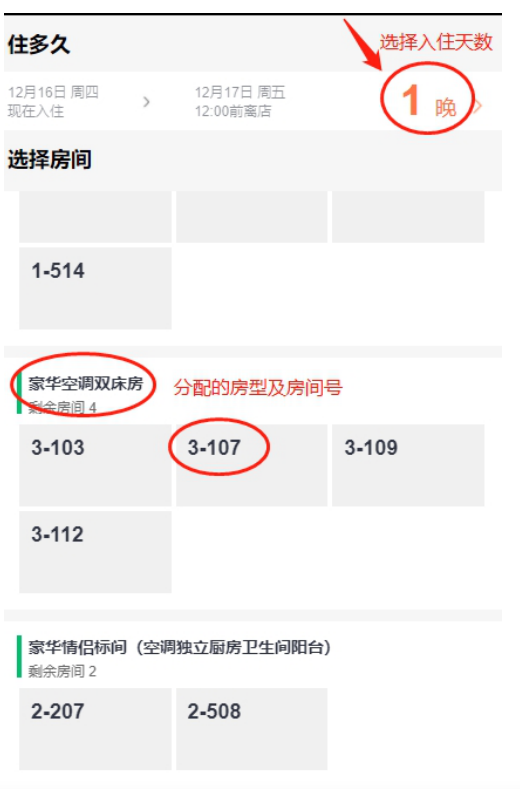 住多久
选择入住天数
12月16日 周四
现在入住
>
12月17日 周五
12:00前离店
1 晚 >
选择房间
1-514
豪华空调双床房
分配的房型及房间号
剩余房间 4
3-103
3-107
3-109
3-112
豪华情侣标间（空调独立厨房卫生间阳台）
剩余房间 2
2-207
2-508